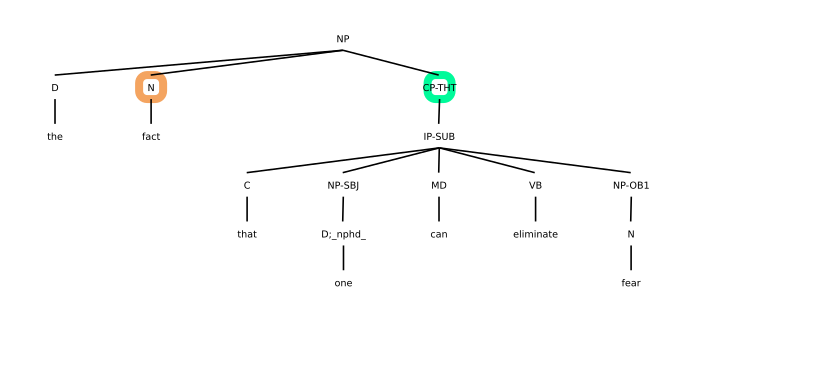 NP
D N CP-THT
the fact IP-SUB
C NP-SBJ MD VB NP-OB1
that D;_nphd_ can eliminate N
one fear